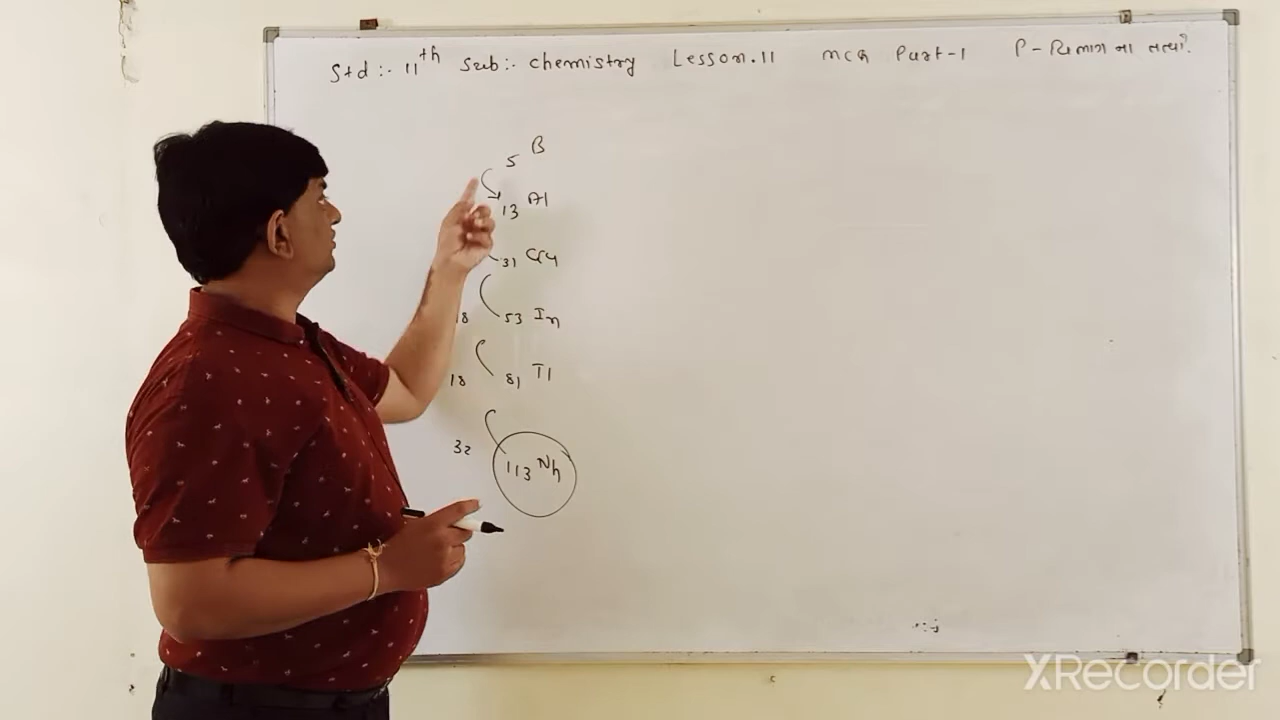 Std :- 11th Sub :- Chemistry Lesson.11 MCQ Part-1 P-વિભાગ ના તત્વો.
5 B
13 Al
31 Ga
18 53 In
18 81 Tl
32 113 Nh
XRecorder